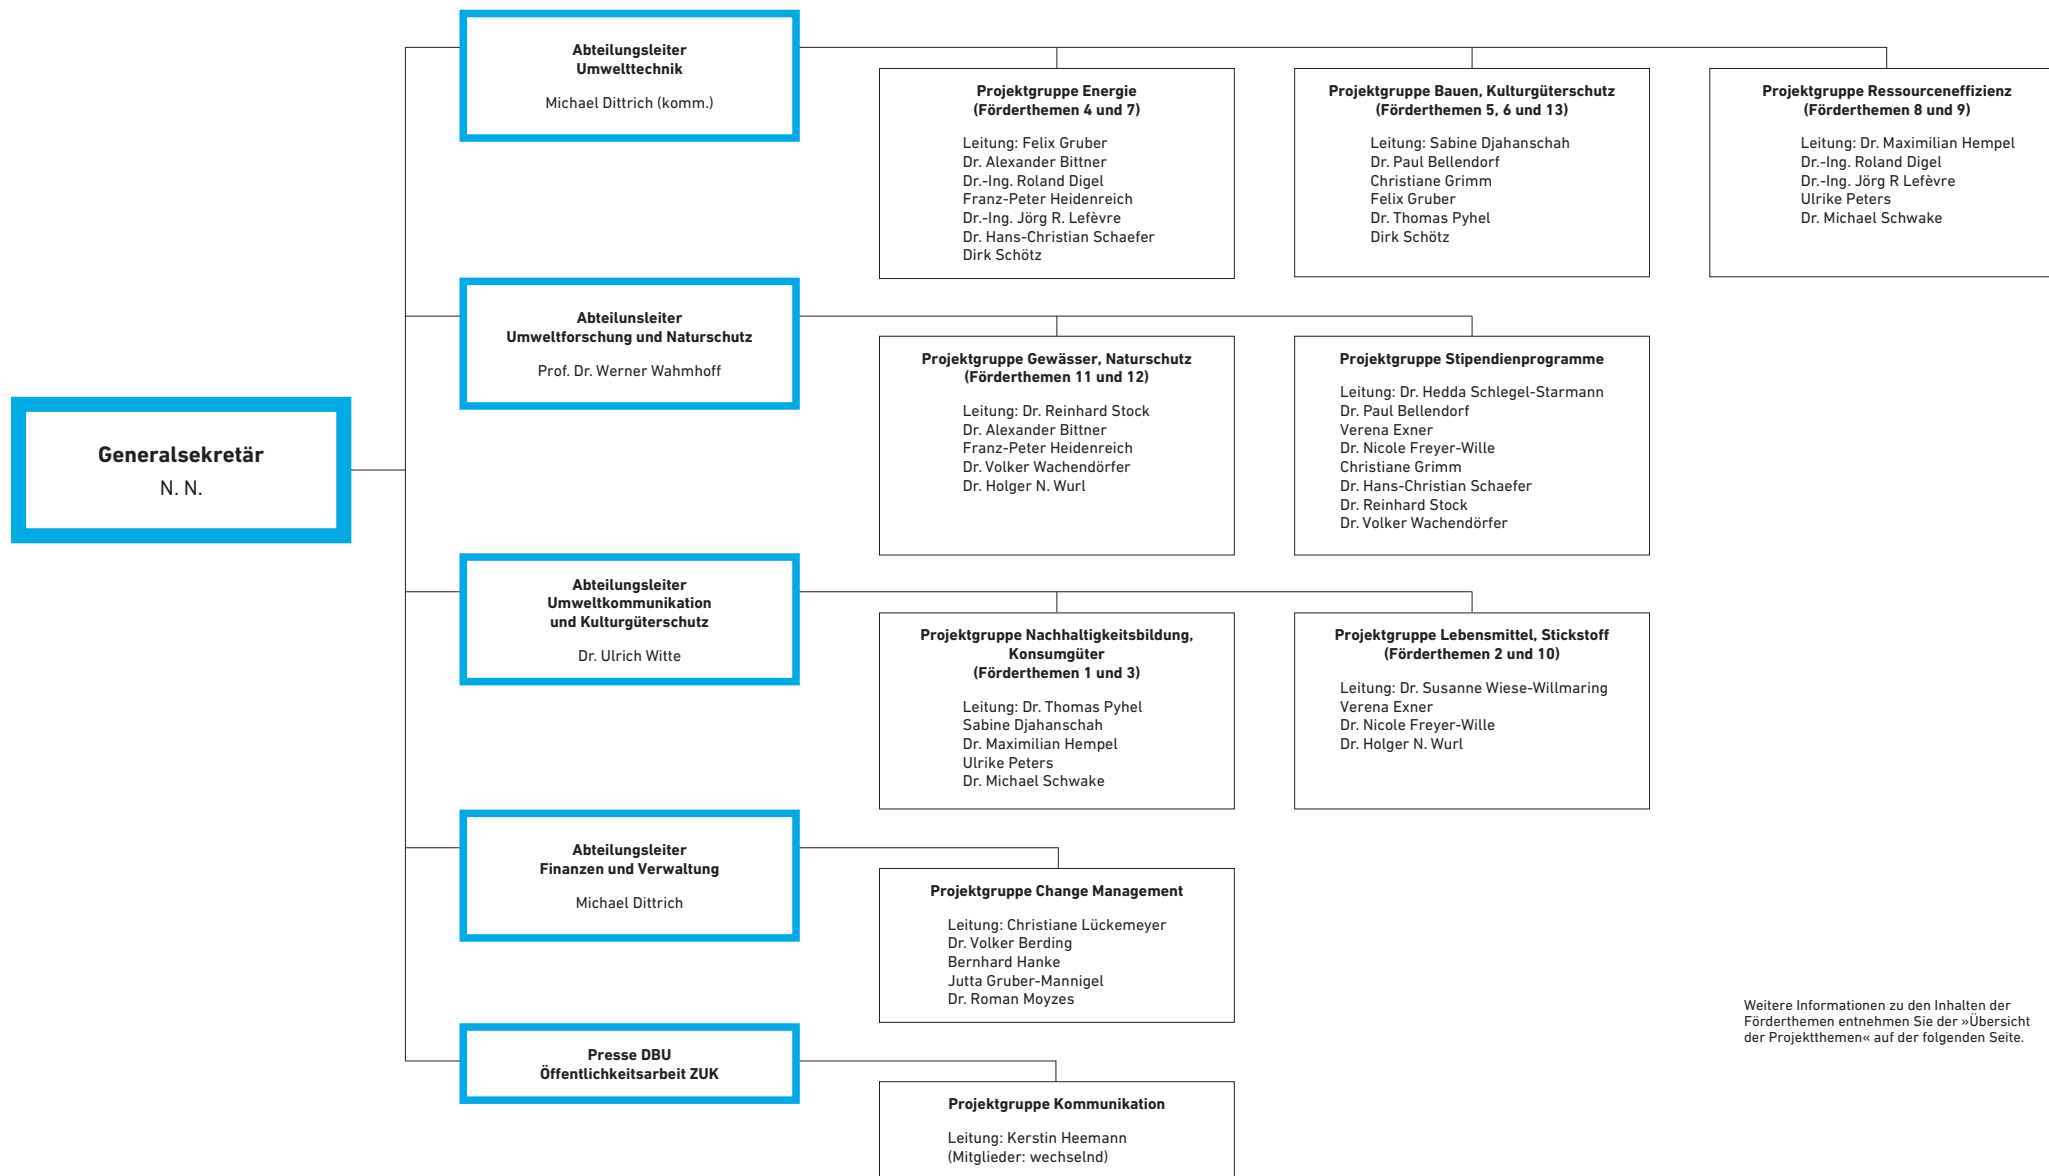 Abteilungsleiter
Umwelttechnik
Michael Dittrich (komm.)
Projektgruppe Energie
(Förderthemen 4 und 7)
Leitung: Felix Gruber
Dr. Alexander Bittner
Dr.-Ing. Roland Digel
Franz-Peter Heidenreich
Dr.-Ing. Jörg R. Lefèvre
Dr. Hans-Christian Schaefer
Dirk Schötz
Projektgruppe Bauen, Kulturgüterschutz
(Förderthemen 5, 6 und 13)
Leitung: Sabine Djahanschah
Dr. Paul Bellendorf
Christiane Grimm
Felix Gruber
Dr. Thomas Pyhel
Dirk Schötz
Projektgruppe Ressourceneffizienz
(Förderthemen 8 und 9)
Leitung: Dr. Maximilian Hempel
Dr.-Ing. Roland Digel
Dr.-Ing. Jörg R Lefèvre
Ulrike Peters
Dr. Michael Schwake
Abteilunsleiter
Umweltforschung und Naturschutz
Prof. Dr. Werner Wahmhoff
Projektgruppe Gewässer, Naturschutz
(Förderthemen 11 und 12)
Leitung: Dr. Reinhard Stock
Dr. Alexander Bittner
Franz-Peter Heidenreich
Dr. Volker Wachendörfer
Dr. Holger N. Wurl
Projektgruppe Stipendienprogramme
Leitung: Dr. Hedda Schlegel-Starmann
Dr. Paul Bellendorf
Verena Exner
Dr. Nicole Freyer-Wille
Christiane Grimm
Dr. Hans-Christian Schaefer
Dr. Reinhard Stock
Dr. Volker Wachendörfer
Generalsekretär
N. N.
Abteilungsleiter
Umweltkommunikation
und Kulturgüterschutz
Dr. Ulrich Witte
Projektgruppe Nachhaltigkeitsbildung,
Konsumgüter
(Förderthemen 1 und 3)
Leitung: Dr. Thomas Pyhel
Sabine Djahanschah
Dr. Maximilian Hempel
Ulrike Peters
Dr. Michael Schwake
Projektgruppe Lebensmittel, Stickstoff
(Förderthemen 2 und 10)
Leitung: Dr. Susanne Wiese-Willmaring
Verena Exner
Dr. Nicole Freyer-Wille
Dr. Holger N. Wurl
Abteilungsleiter
Finanzen und Verwaltung
Michael Dittrich
Projektgruppe Change Management
Leitung: Christiane Lückemeyer
Dr. Volker Berding
Bernhard Hanke
Jutta Gruber-Mannigel
Dr. Roman Moyzes
Presse DBU
Öffentlichkeitsarbeit ZUK
Projektgruppe Kommunikation
Leitung: Kerstin Heemann
(Mitglieder: wechselnd)
Weitere Informationen zu den Inhalten der
Förderthemen entnehmen Sie der »Übersicht
der Projektthemen« auf der folgenden Seite.